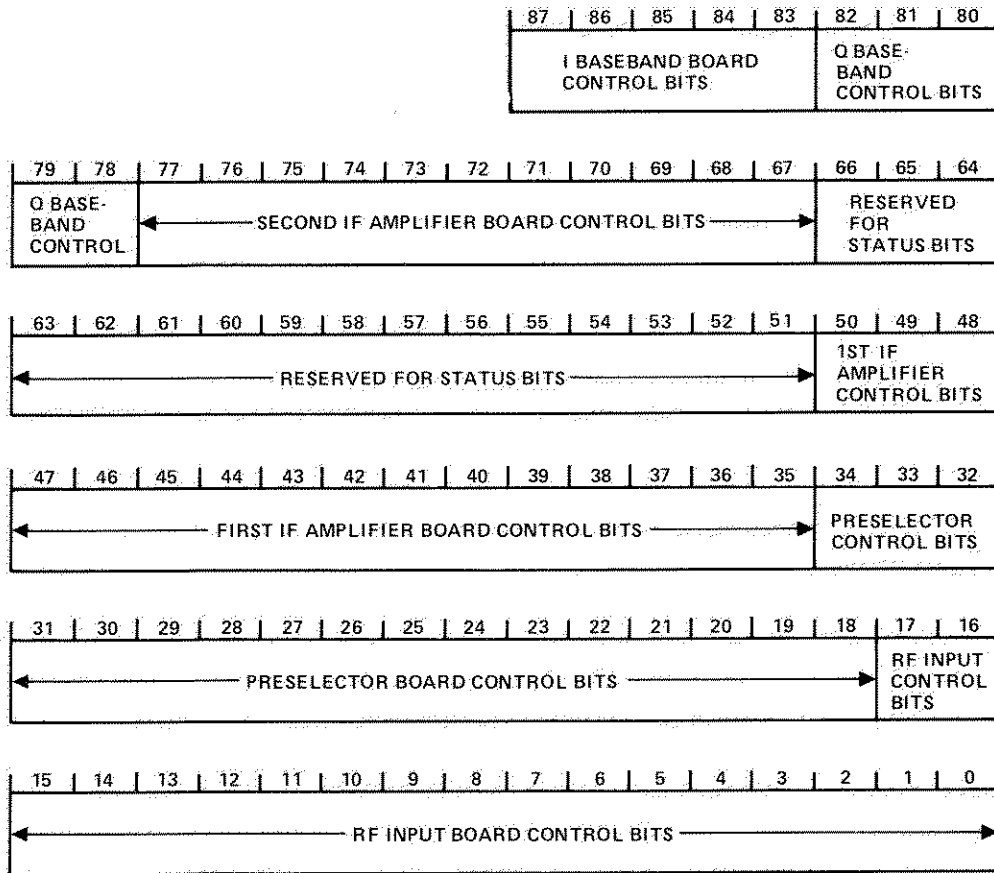 87 86 85 84 83 82 81 80
I BASEBAND BOARD
CONTROL BITS
Q BASE-
BAND
CONTROL BITS
79 78 77 76 75 74 73 72 71 70 69 68 67 66 65 64
Q BASE-
BAND
CONTROL
SECOND IF AMPLIFIER BOARD CONTROL BITS
RESERVED
FOR
STATUS BITS
63 62 61 60 59 58 57 56 55 54 53 52 51 50 49 48
RESERVED FOR STATUS BITS
1ST IF
AMPLIFIER
CONTROL BITS
47 46 45 44 43 42 41 40 39 38 37 36 35 34 33 32
FIRST IF AMPLIFIER BOARD CONTROL BITS
PRESELECTOR
CONTROL BITS
31 30 29 28 27 26 25 24 23 22 21 20 19 18 17 16
PRESELECTOR BOARD CONTROL BITS
RF INPUT
CONTROL
BITS
15 14 13 12 11 10 9 8 7 6 5 4 3 2 1 0
RF INPUT BOARD CONTROL BITS